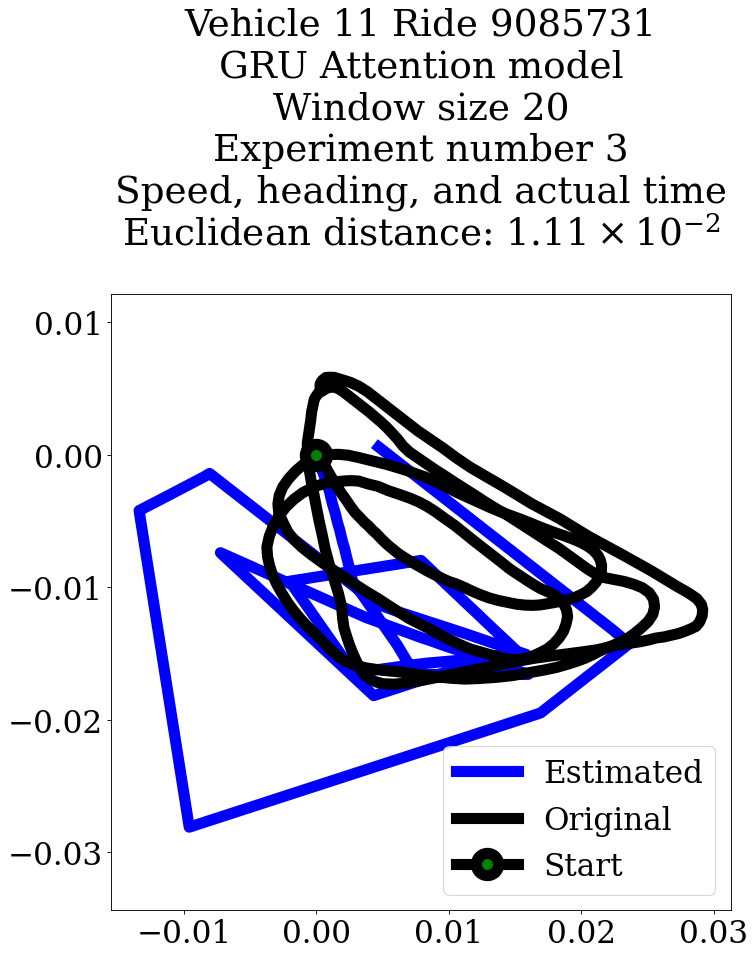 Vehicle 11 Ride 9085731
GRU Attention model
Window size 20
Experiment number 3
Speed, heading, and actual time
Euclidean distance: 1.11 × 10⁻²
0.01
0.00
−0.01
−0.02
−0.03
Estimated
Original
Start
−0.01 0.00 0.01 0.02 0.03